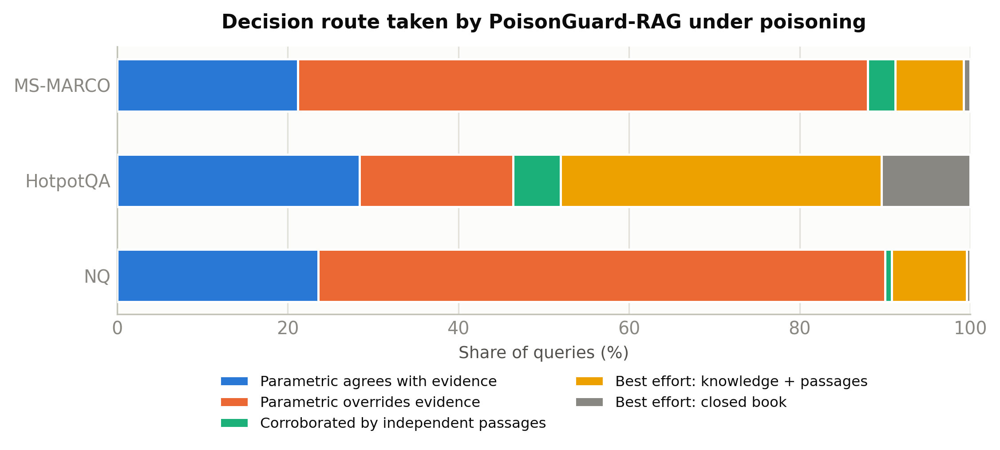 Decision route taken by PoisonGuard-RAG under poisoning
MS-MARCO
HotpotQA
NQ
0 20 40 60 80 100
Share of queries (%)
Parametric agrees with evidence
Parametric overrides evidence
Corroborated by independent passages
Best effort: knowledge + passages
Best effort: closed book